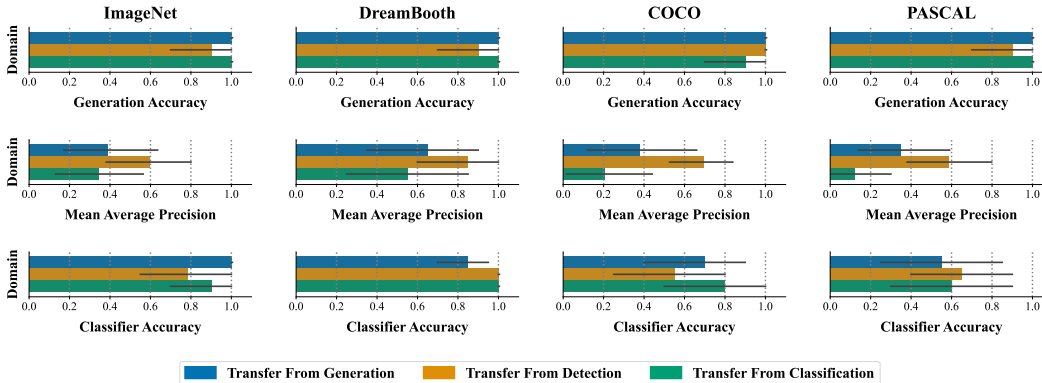 ImageNet DreamBooth COCO PASCAL
Domain
0.0 0.2 0.4 0.6 0.8 1.0 0.0 0.2 0.4 0.6 0.8 1.0 0.0 0.2 0.4 0.6 0.8 1.0 0.0 0.2 0.4 0.6 0.8 1.0
Generation Accuracy Generation Accuracy Generation Accuracy Generation Accuracy
Domain
0.0 0.2 0.4 0.6 0.8 1.0 0.0 0.2 0.4 0.6 0.8 1.0 0.0 0.2 0.4 0.6 0.8 1.0 0.0 0.2 0.4 0.6 0.8 1.0
Mean Average Precision Mean Average Precision Mean Average Precision Mean Average Precision
Domain
0.0 0.2 0.4 0.6 0.8 1.0 0.0 0.2 0.4 0.6 0.8 1.0 0.0 0.2 0.4 0.6 0.8 1.0 0.0 0.2 0.4 0.6 0.8 1.0
Classifier Accuracy Classifier Accuracy Classifier Accuracy Classifier Accuracy
Transfer From Generation Transfer From Detection Transfer From Classification